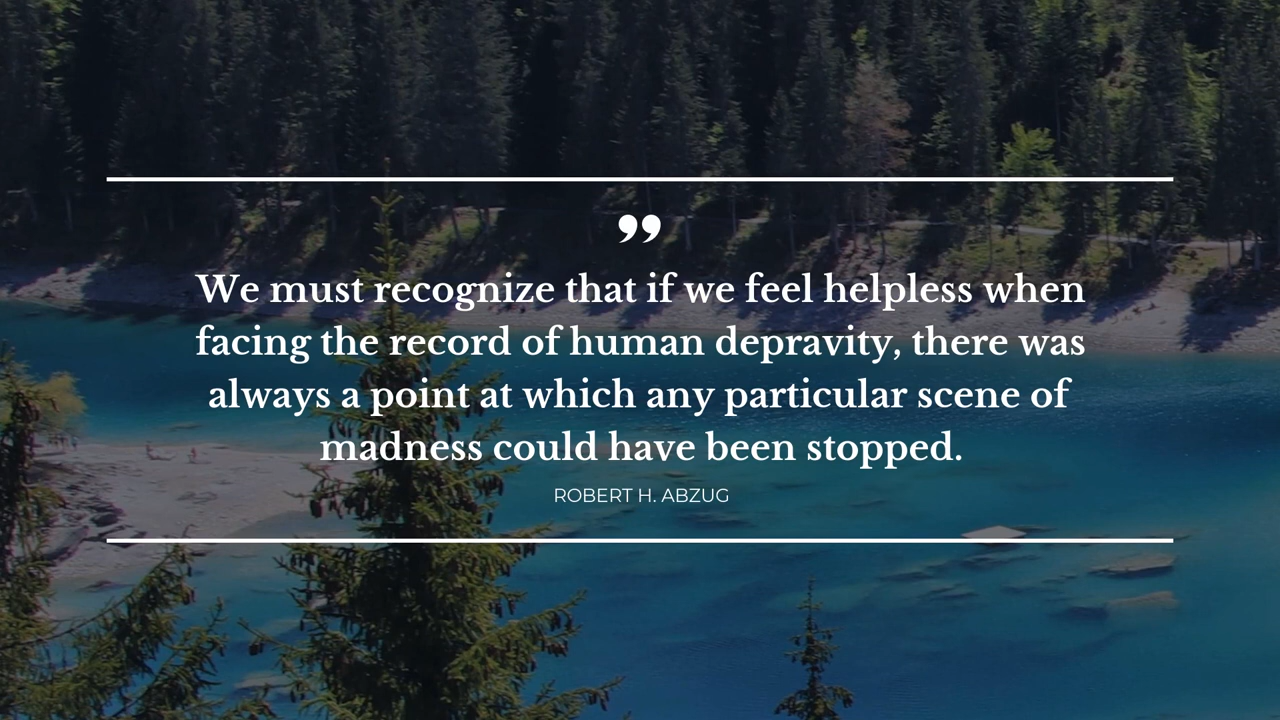 ”
We must recognize that if we feel helpless when
facing the record of human depravity, there was
always a point at which any particular scene of
madness could have been stopped.
ROBERT H. ABZUG